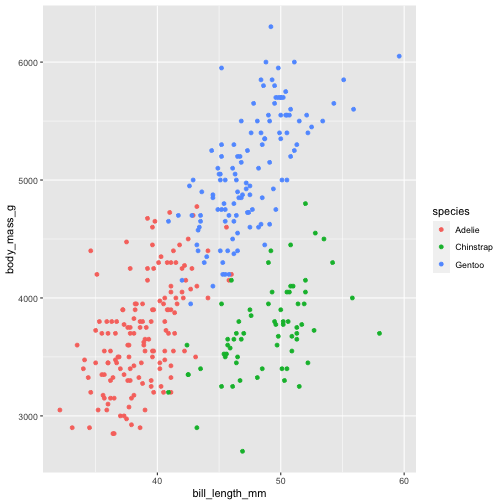 6000
5000
4000
3000
body_mass_g
40
50
60
bill_length_mm
species
Adelie
Chinstrap
Gentoo